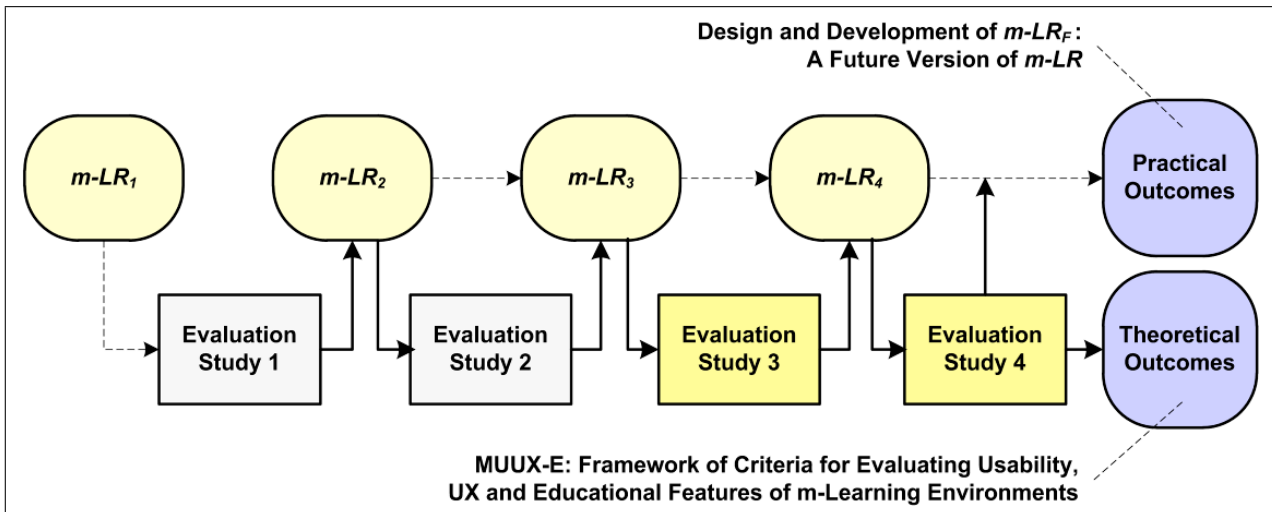 Design and Development of m-LR_F:
A Future Version of m-LR
m-LR₁
m-LR₂
m-LR₃
m-LR₄
Practical
Outcomes
Evaluation
Study 1
Evaluation
Study 2
Evaluation
Study 3
Evaluation
Study 4
Theoretical
Outcomes
MUUX-E: Framework of Criteria for Evaluating Usability,
UX and Educational Features of m-Learning Environments